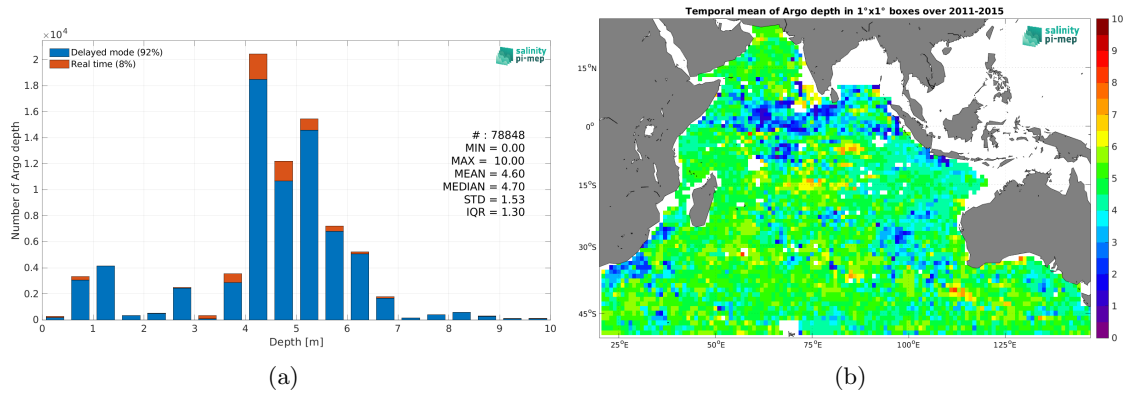 ×10⁴
Delayed mode (92%)
Real time (8%)
salinity
pi-mep
# : 78848
MIN = 0.00
MAX = 10.00
MEAN = 4.60
MEDIAN = 4.70
STD = 1.53
IQR = 1.30
Number of Argo depth
2
1.8
1.6
1.4
1.2
1
0.8
0.6
0.4
0.2
0
0 1 2 3 4 5 6 7 8 9 10
Depth [m]
(a)
Temporal mean of Argo depth in 1°x1° boxes over 2011-2015
salinity
pi-mep
15°N
0°
15°S
30°S
45°S
25°E 50°E 75°E 100°E 125°E
10
9
8
7
6
5
4
3
2
1
0
(b)